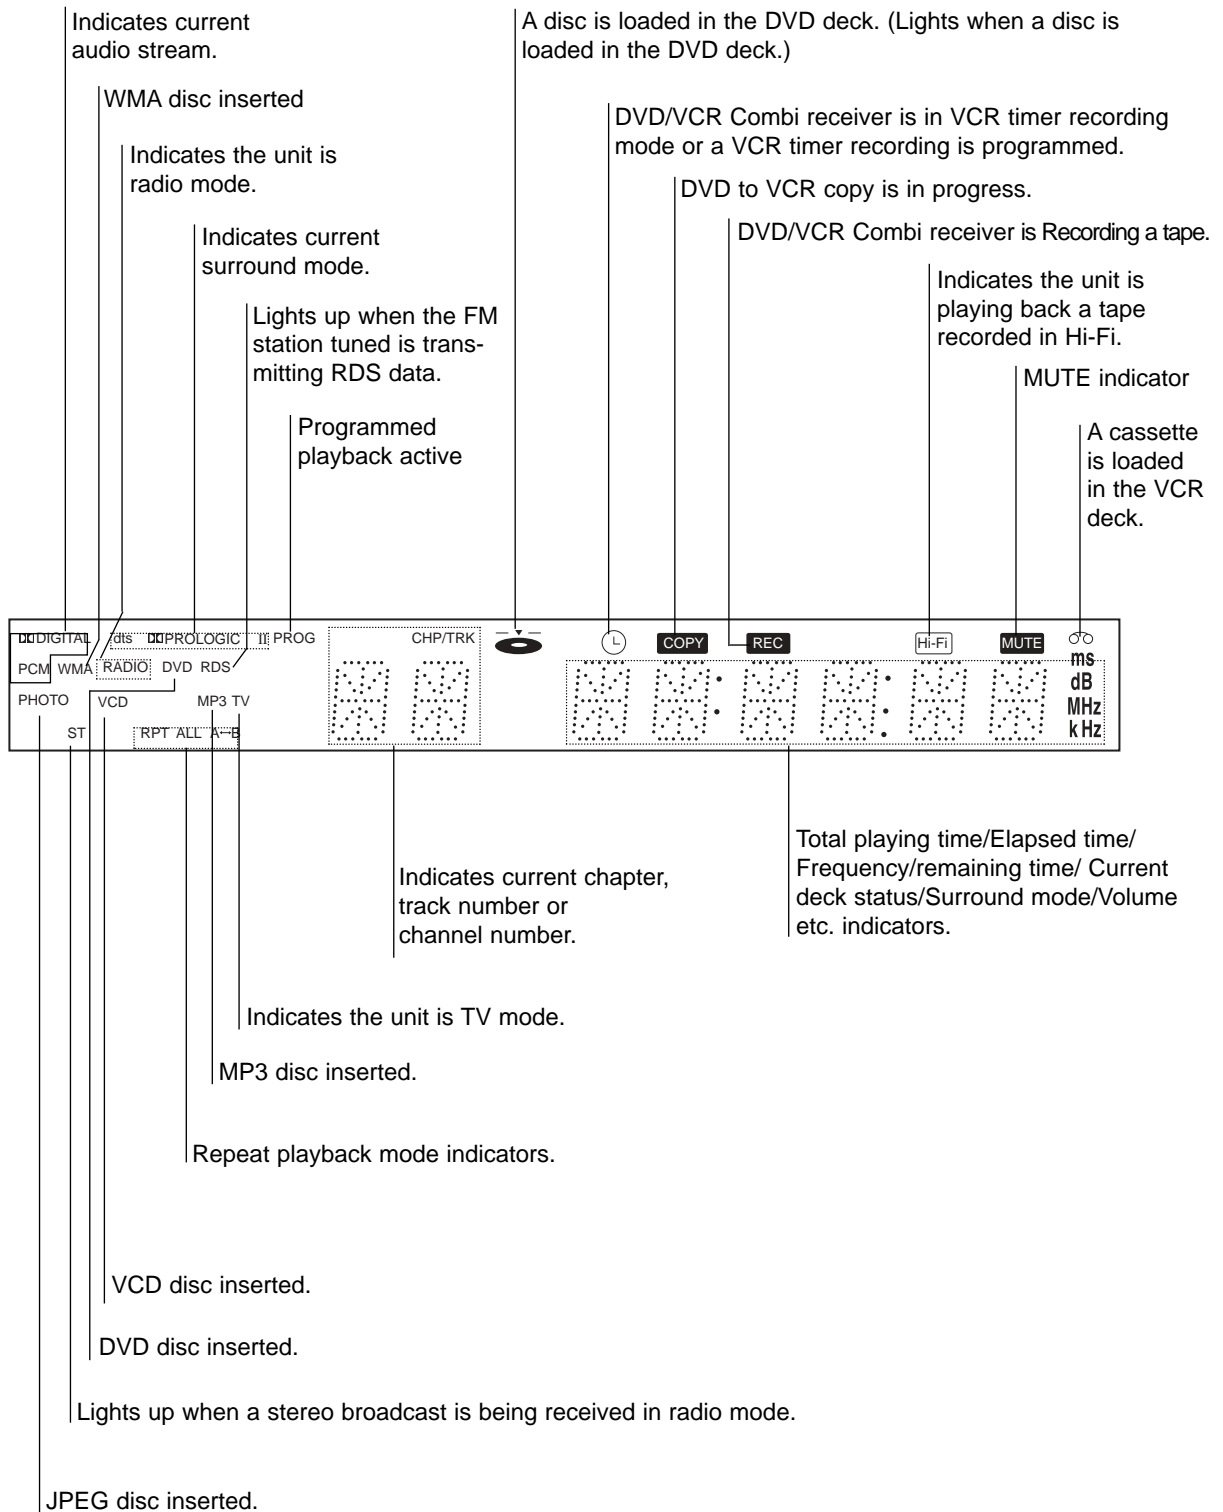 Indicates current
audio stream.
A disc is loaded in the DVD deck. (Lights when a disc is
loaded in the DVD deck.)
WMA disc inserted
DVD/VCR Combi receiver is in VCR timer recording
mode or a VCR timer recording is programmed.
Indicates the unit is
radio mode.
DVD to VCR copy is in progress.
Indicates current
surround mode.
DVD/VCR Combi receiver is Recording a tape.
Indicates the unit is
playing back a tape
recorded in Hi-Fi.
Lights up when the FM
station tuned is trans-
mitting RDS data.
MUTE indicator
Programmed
playback active
A cassette
is loaded
in the VCR
deck.
DIGITAL dts PROLOGIC II PROG CHP/TRK COPY REC Hi-Fi MUTE
PCM WMA RADIO DVD RDS ms
dB
PHOTO VCD MP3 TV MHz
ST RPT ALL A↔B kHz
Total playing time/Elapsed time/
Frequency/remaining time/ Current
deck status/Surround mode/Volume
etc. indicators.
Indicates current chapter,
track number or
channel number.
Indicates the unit is TV mode.
MP3 disc inserted.
Repeat playback mode indicators.
VCD disc inserted.
DVD disc inserted.
Lights up when a stereo broadcast is being received in radio mode.
JPEG disc inserted.